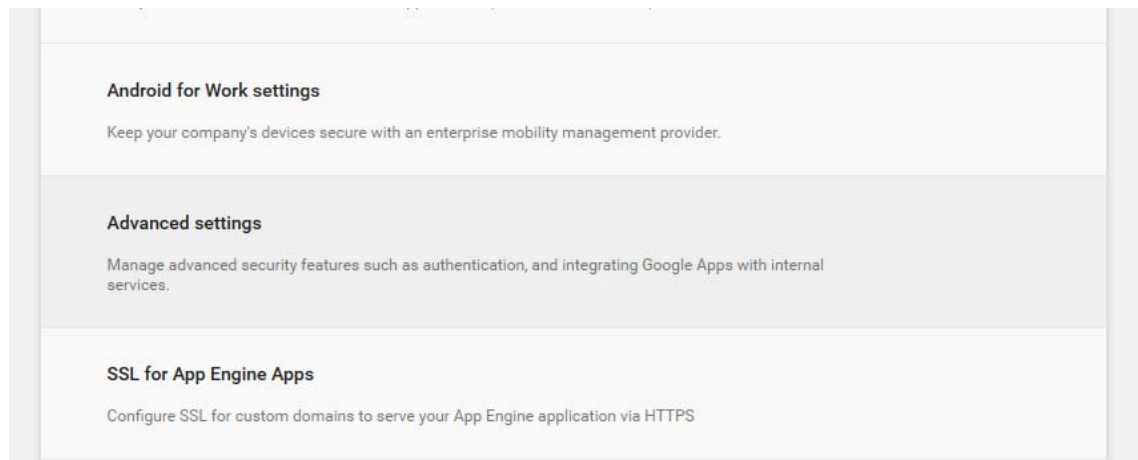 Android for Work settings
Keep your company's devices secure with an enterprise mobility management provider.
Advanced settings
Manage advanced security features such as authentication, and integrating Google Apps with internal
services.
SSL for App Engine Apps
Configure SSL for custom domains to serve your App Engine application via HTTPS